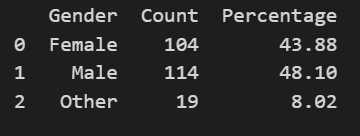 Gender Count Percentage
0 Female 104 43.88
1 Male 114 48.10
2 Other 19 8.02